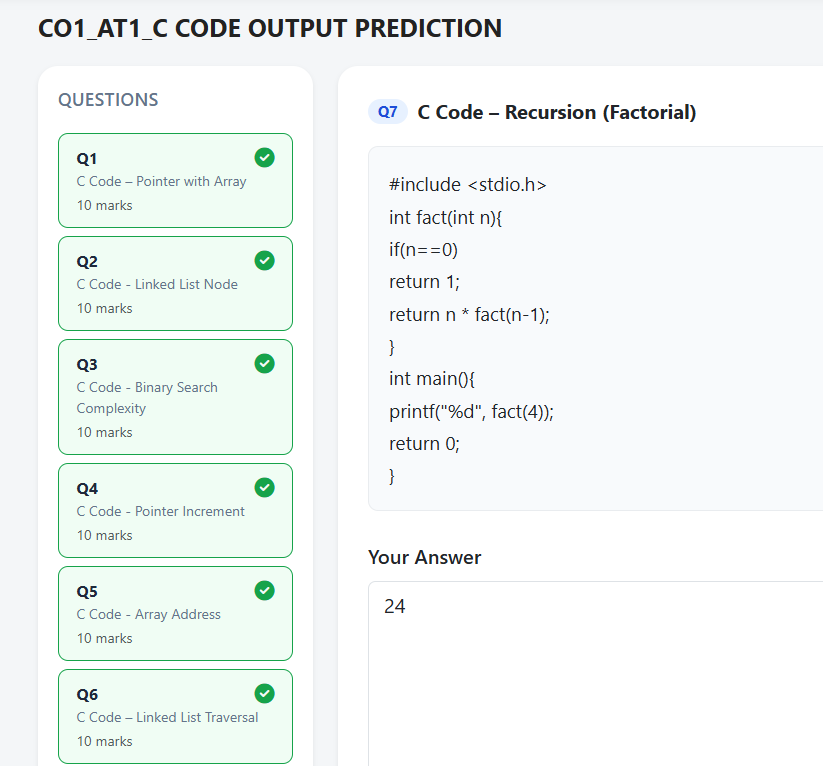 CO1_AT1_C CODE OUTPUT PREDICTION
QUESTIONS
Q1
C Code – Pointer with Array
10 marks
Q2
C Code - Linked List Node
10 marks
Q3
C Code - Binary Search
Complexity
10 marks
Q4
C Code - Pointer Increment
10 marks
Q5
C Code - Array Address
10 marks
Q6
C Code – Linked List Traversal
10 marks
Q7 C Code – Recursion (Factorial)
#include <stdio.h>
int fact(int n){
if(n==0)
return 1;
return n * fact(n-1);
}
int main(){
printf("%d", fact(4));
return 0;
}
Your Answer
24